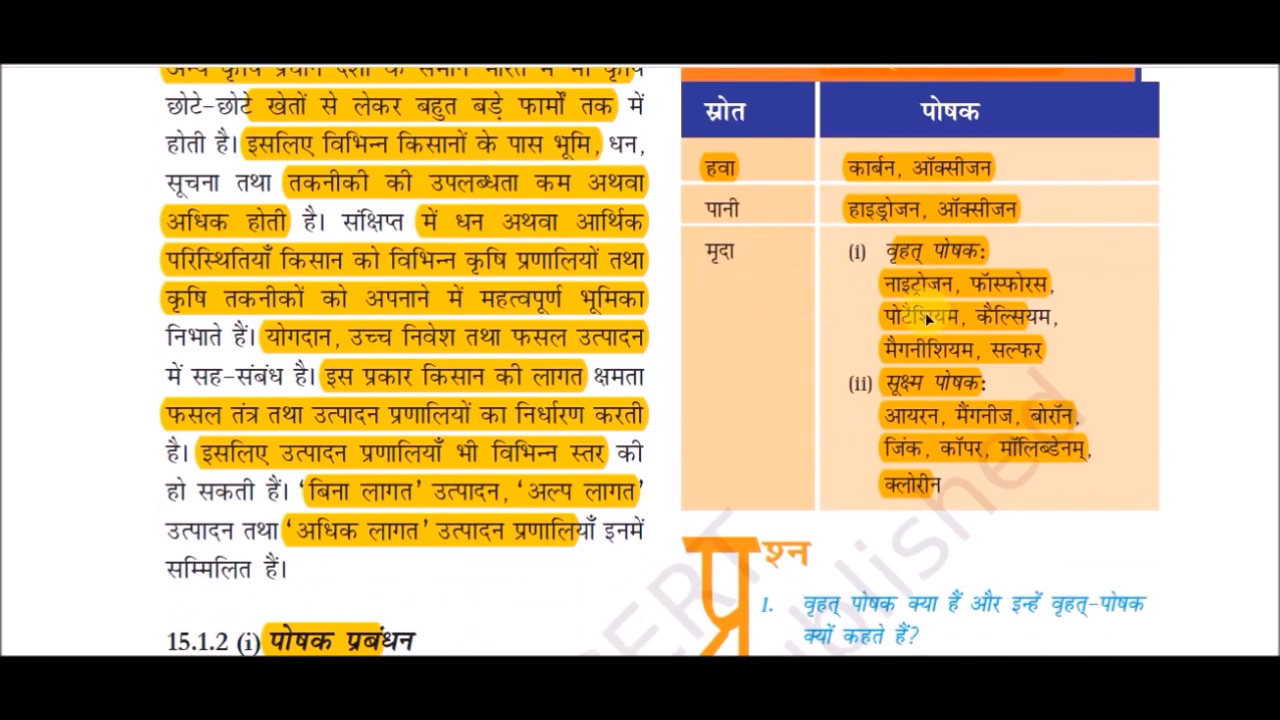 अन्य कृषि प्रधान देशों के समान भारत में भी कृषि
छोटे-छोटे खेतों से लेकर बहुत बड़े फार्मों तक में
होती है। इसलिए विभिन्न किसानों के पास भूमि, धन,
सूचना तथा तकनीकी की उपलब्धता कम अथवा
अधिक होती है। संक्षिप्त में धन अथवा आर्थिक
परिस्थितियाँ किसान को विभिन्न कृषि प्रणालियों तथा
कृषि तकनीकों को अपनाने में महत्वपूर्ण भूमिका
निभाते हैं। योगदान, उच्च निवेश तथा फसल उत्पादन
में सह-संबंध है। इस प्रकार किसान की लागत क्षमता
फसल तंत्र तथा उत्पादन प्रणालियों का निर्धारण करती
है। इसलिए उत्पादन प्रणालियाँ भी विभिन्न स्तर की
हो सकती हैं। ‘बिना लागत’ उत्पादन, ‘अल्प लागत’
उत्पादन तथा ‘अधिक लागत’ उत्पादन प्रणालियाँ इनमें
सम्मिलित हैं।
15.1.2 (i) पोषक प्रबंधन
स्रोत पोषक
हवा कार्बन, ऑक्सीजन
पानी हाइड्रोजन, ऑक्सीजन
मृदा (i) वृहत् पोषक:
नाइट्रोजन, फॉस्फोरस,
पोटैशियम, कैल्सियम,
मैगनीशियम, सल्फर
(ii) सूक्ष्म पोषक:
आयरन, मैंगनीज, बोरॉन,
जिंक, कॉपर, मॉलिब्डेनम्,
क्लोरीन
प्रश्न
1. वृहत् पोषक क्या हैं और इन्हें वृहत्-पोषक
क्यों कहते हैं?